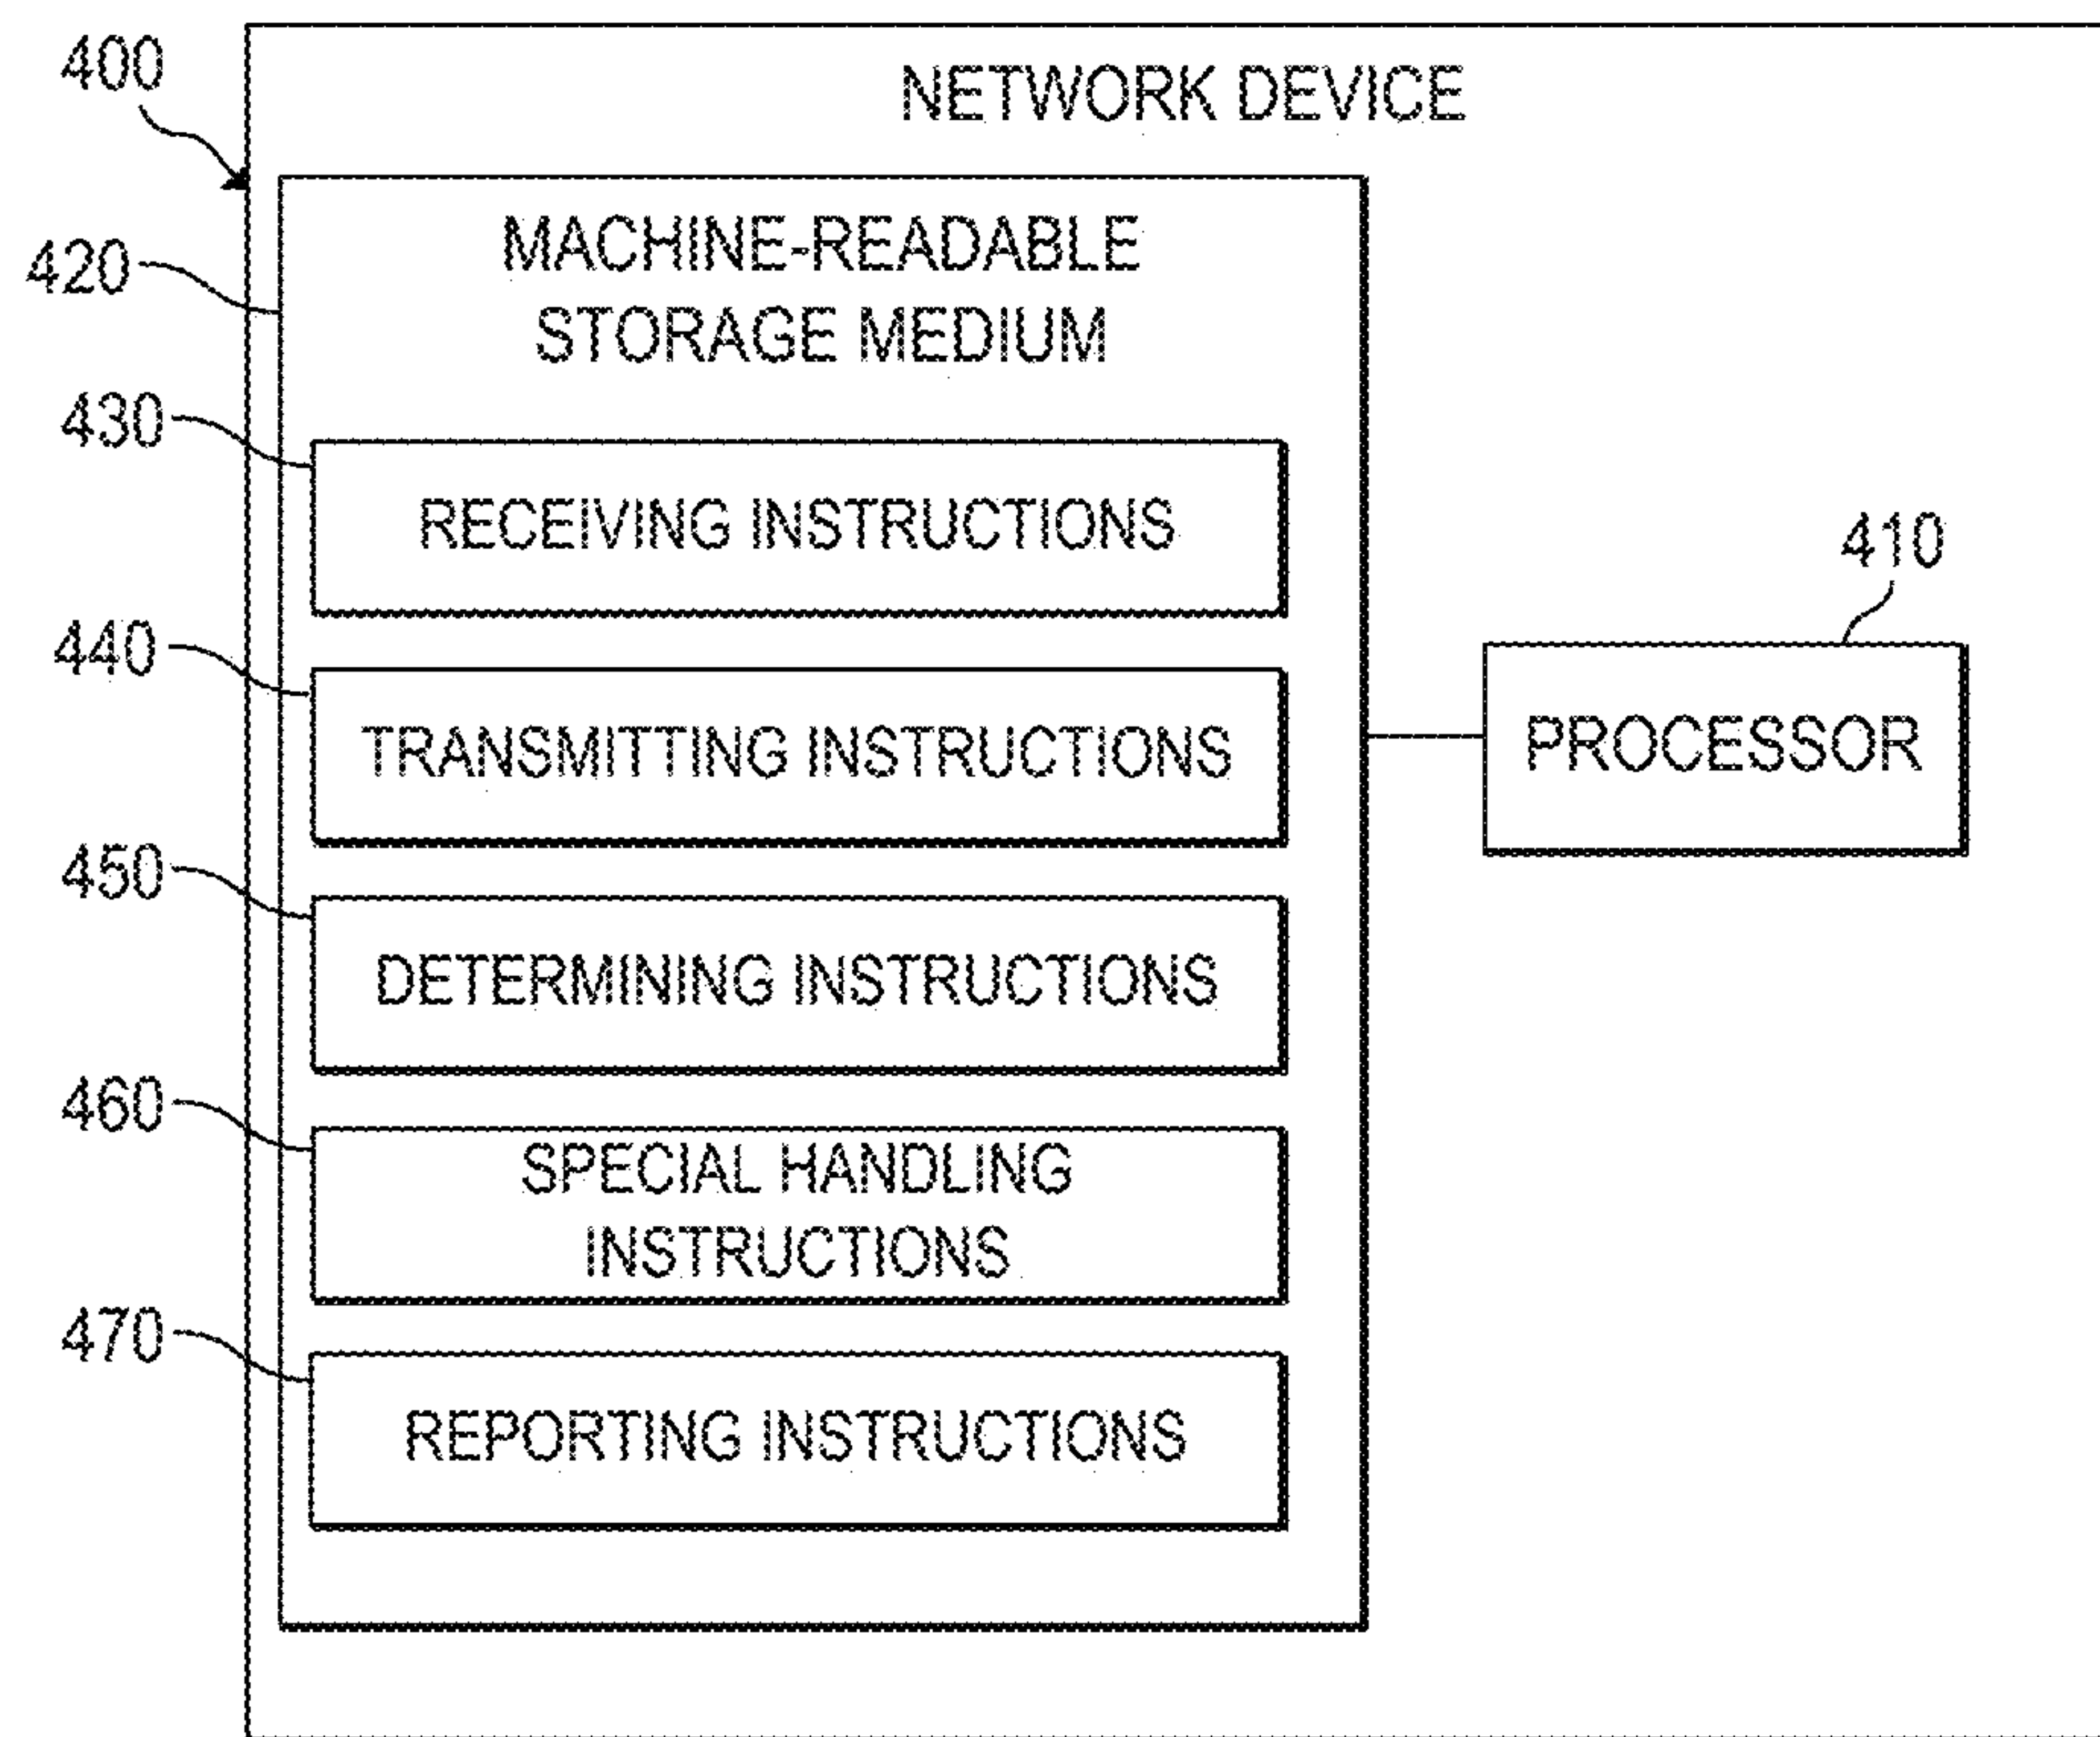 400
NETWORK DEVICE
420
MACHINE-READABLE
STORAGE MEDIUM
430
RECEIVING INSTRUCTIONS
440
TRANSMITTING INSTRUCTIONS
410
PROCESSOR
450
DETERMINING INSTRUCTIONS
460
SPECIAL HANDLING
INSTRUCTIONS
470
REPORTING INSTRUCTIONS